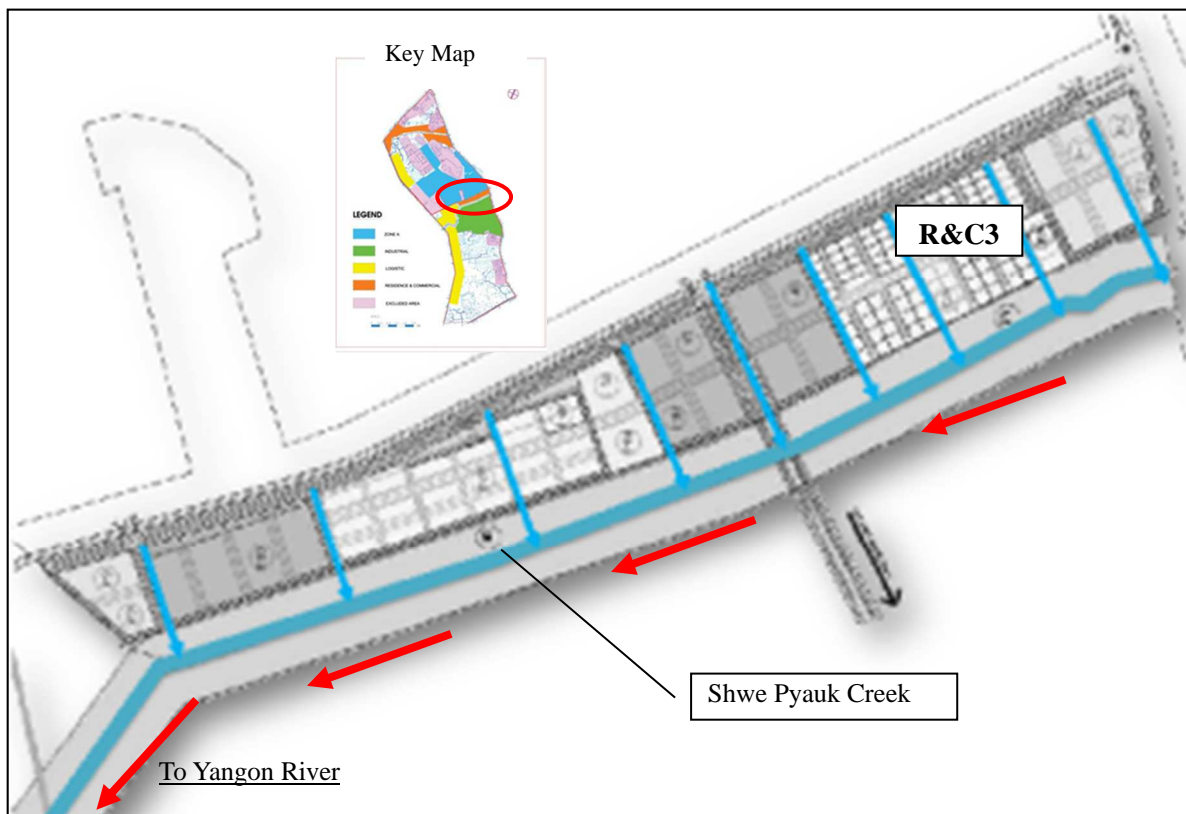 Key Map
LEGEND
ZONE A
INDUSTRIAL
LOGISTIC
RESIDENCE & COMMERCIAL
EXCLUDED AREA
R&C3
Shwe Pyauk Creek
To Yangon River